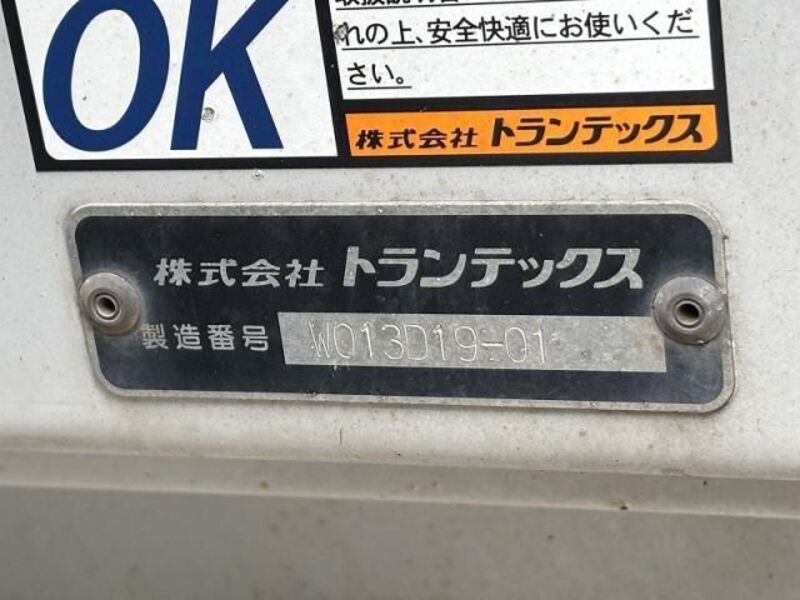 OK
れの上、安全快適にお使いくだ
さい。
株式会社 トランテックス
株式会社 トランテックス
製造番号 W013D19-01